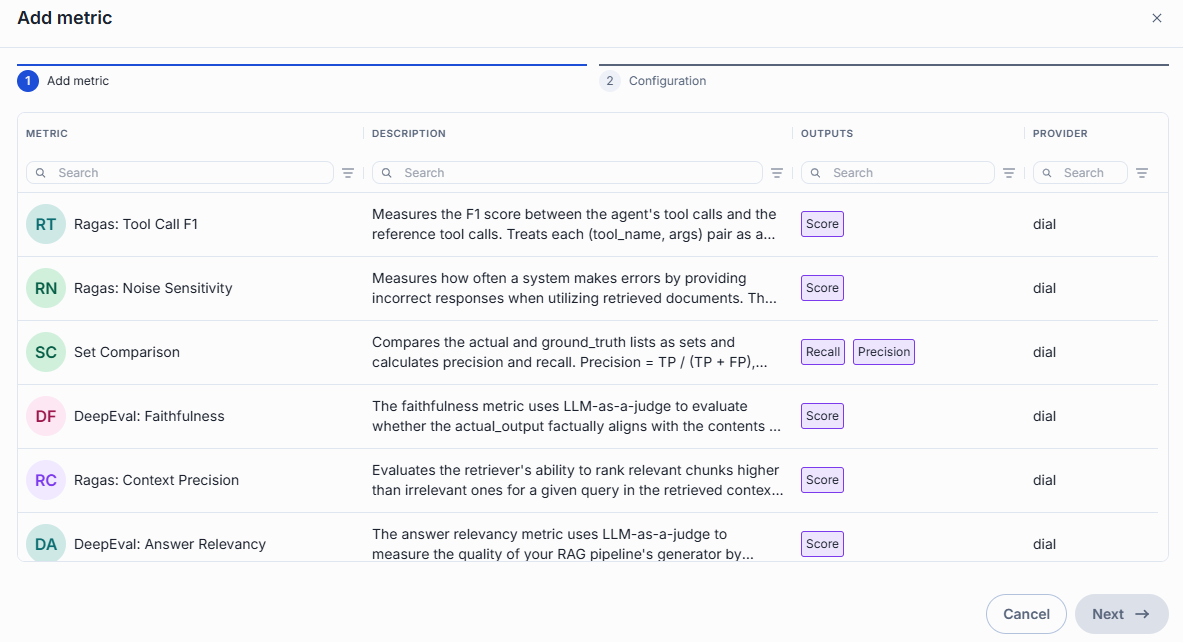 Add metric
1 Add metric
2 Configuration
METRIC DESCRIPTION OUTPUTS PROVIDER
Search Search Search Search
RT Ragas: Tool Call F1
Measures the F1 score between the agent's tool calls and the
reference tool calls. Treats each (tool_name, args) pair as a...
Score
dial
RN Ragas: Noise Sensitivity
Measures how often a system makes errors by providing
incorrect responses when utilizing retrieved documents. Th...
Score
dial
SC Set Comparison
Compares the actual and ground_truth lists as sets and
calculates precision and recall. Precision = TP / (TP + FP),...
Recall Precision
dial
DF DeepEval: Faithfulness
The faithfulness metric uses LLM-as-a-judge to evaluate
whether the actual_output factually aligns with the contents ...
Score
dial
RC Ragas: Context Precision
Evaluates the retriever's ability to rank relevant chunks higher
than irrelevant ones for a given query in the retrieved contex...
Score
dial
DA DeepEval: Answer Relevancy
The answer relevancy metric uses LLM-as-a-judge to
measure the quality of your RAG pipeline's generator by...
Score
dial
Cancel Next →